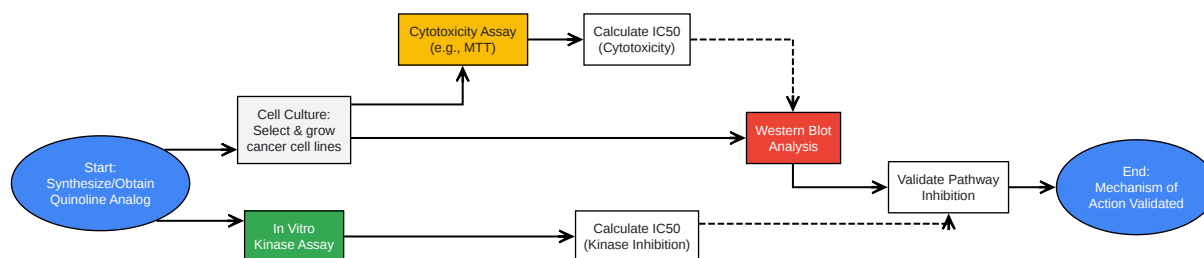 Cytotoxicity Assay
(e.g., MTT)
Calculate IC50
(Cytotoxicity)
Cell Culture:
Select & grow
cancer cell lines
Western Blot
Analysis
Start:
Synthesize/Obtain
Quinoline Analog
Validate Pathway
Inhibition
End:
Mechanism of
Action Validated
In Vitro
Kinase Assay
Calculate IC50
(Kinase Inhibition)